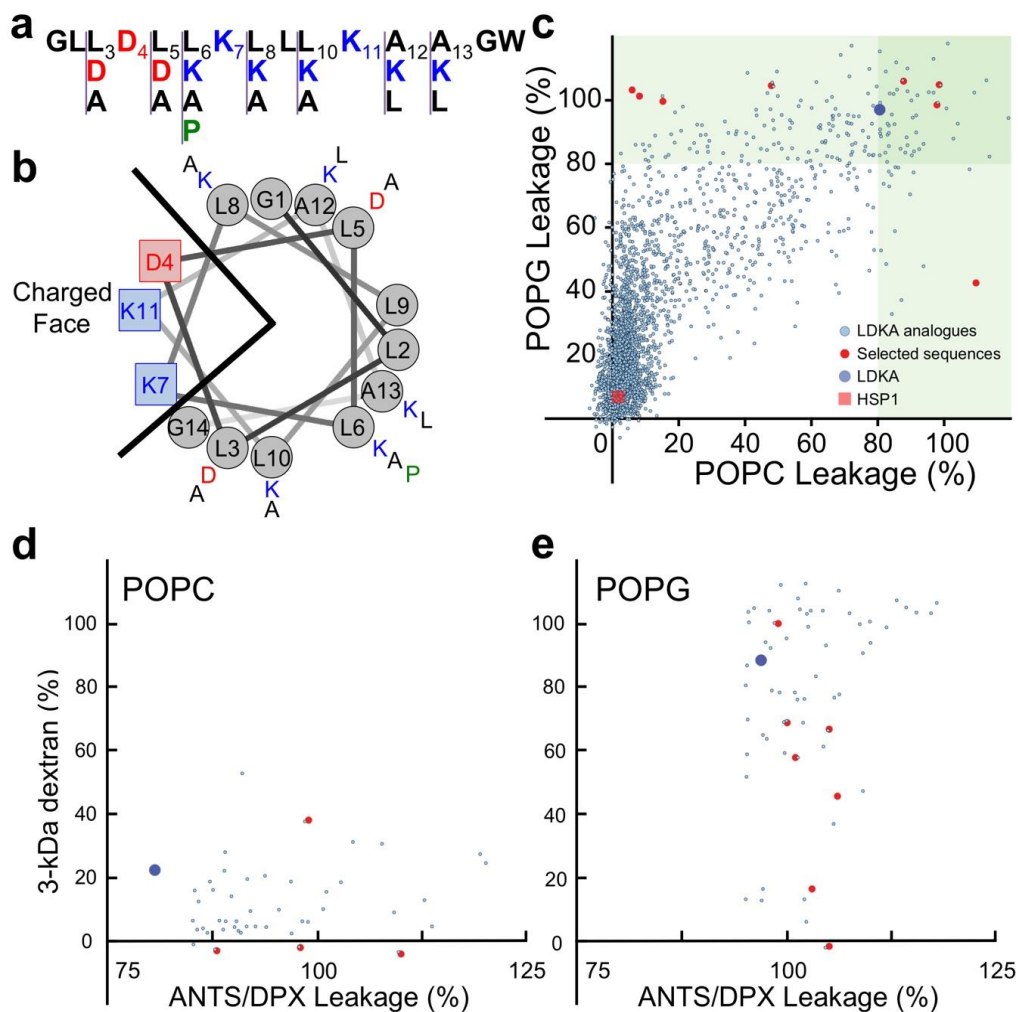 a
GLL₃D₄L₅L₆K₇L₈LL₁₀K₁₁A₁₂A₁₃GW
D D K K K K K
A A A A A L L
P
b
A K K L D A
L8 G1 A12 L5
D4
Charged
Face
K11 L9
L2
K7 A13 K L
G14 L3 L10 L6 K A P
D A K A
c
POPG Leakage (%)
100
80
60
40
20
LDKA analogues
Selected sequences
LDKA
HSP1
0 20 40 60 80 100
POPC Leakage (%)
d
POPC
3-kDa dextran (%)
100
80
60
40
20
0
75 100 125
ANTS/DPX Leakage (%)
e
POPG
100
80
60
40
20
0
75 100 125
ANTS/DPX Leakage (%)